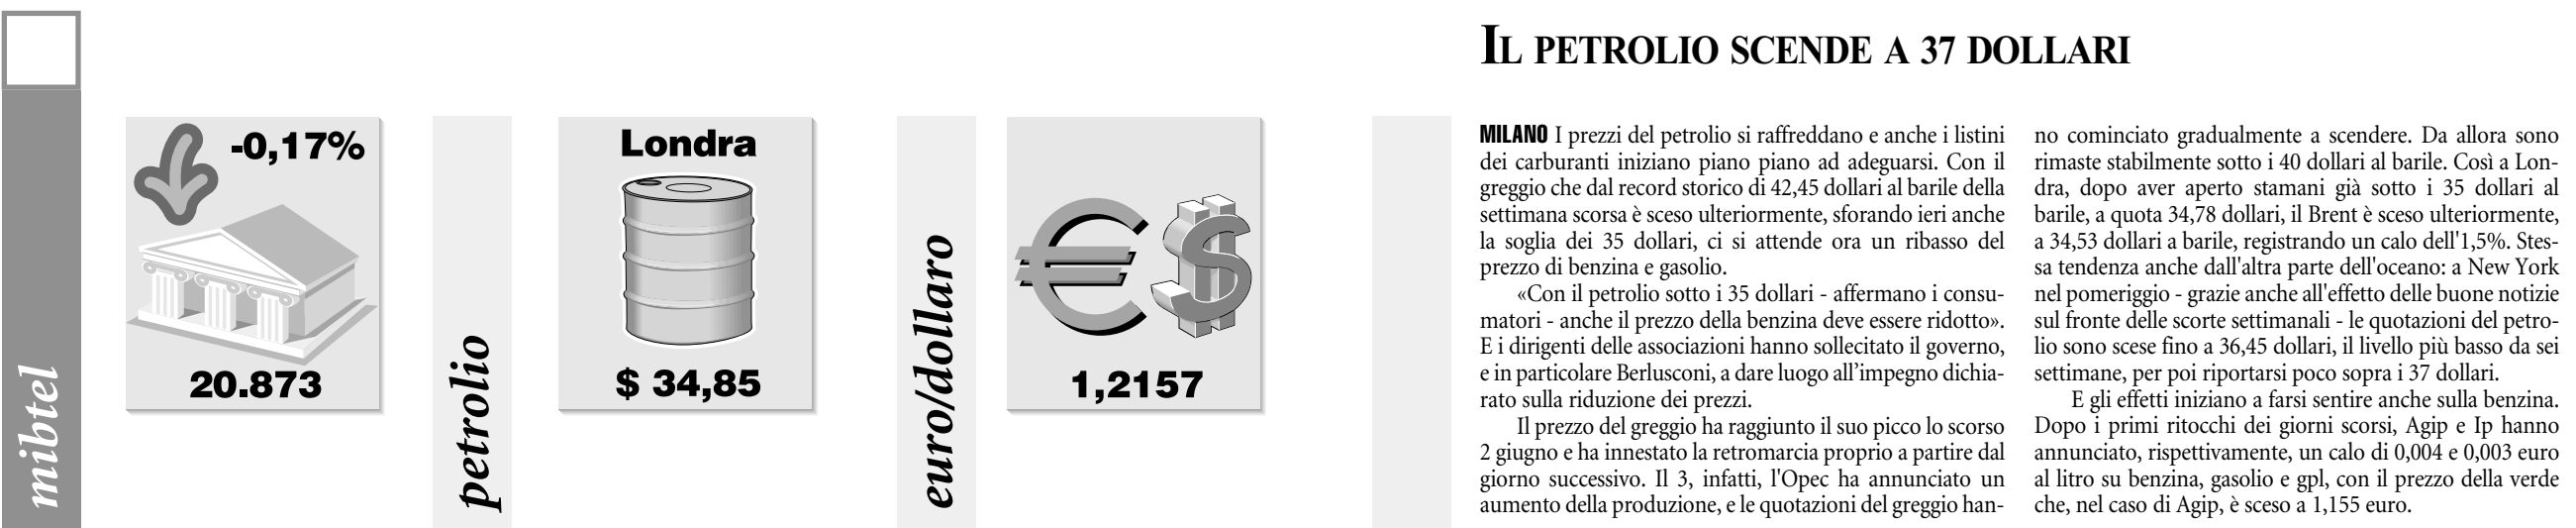 mibtel
-0,17%
20.873
petrolio
Londra
$ 34,85
euro/dollaro
1,2157
IL PETROLIO SCENDE A 37 DOLLARI
MILANO I prezzi del petrolio si raffreddano e anche i listini
dei carburanti iniziano piano piano ad adeguarsi. Con il
greggio che dal record storico di 42,45 dollari al barile della
settimana scorsa è sceso ulteriormente, sforando ieri anche
la soglia dei 35 dollari, ci si attende ora un ribasso del
prezzo di benzina e gasolio.
«Con il petrolio sotto i 35 dollari - affermano i consu-
matori - anche il prezzo della benzina deve essere ridotto».
E i dirigenti delle associazioni hanno sollecitato il governo,
e in particolare Berlusconi, a dare luogo all'impegno dichia-
rato sulla riduzione dei prezzi.
Il prezzo del greggio ha raggiunto il suo picco lo scorso
2 giugno e ha innestato la retromarcia proprio a partire dal
giorno successivo. Il 3, infatti, l'Opec ha annunciato un
aumento della produzione, e le quotazioni del greggio han-
no cominciato gradualmente a scendere. Da allora sono
rimaste stabilmente sotto i 40 dollari al barile. Così a Lon-
dra, dopo aver aperto stamani già sotto i 35 dollari al
barile, a quota 34,78 dollari, il Brent è sceso ulteriormente,
a 34,53 dollari a barile, registrando un calo dell'1,5%. Stes-
sa tendenza anche dall'altra parte dell'oceano: a New York
nel pomeriggio - grazie anche all'effetto delle buone notizie
sul fronte delle scorte settimanali - le quotazioni del petro-
lio sono scese fino a 36,45 dollari, il livello più basso da sei
settimane, per poi riportarsi poco sopra i 37 dollari.
E gli effetti iniziano a farsi sentire anche sulla benzina.
Dopo i primi ritocchi dei giorni scorsi, Agip e Ip hanno
annunciato, rispettivamente, un calo di 0,004 e 0,003 euro
al litro su benzina, gasolio e gpl, con il prezzo della verde
che, nel caso di Agip, è sceso a 1,155 euro.